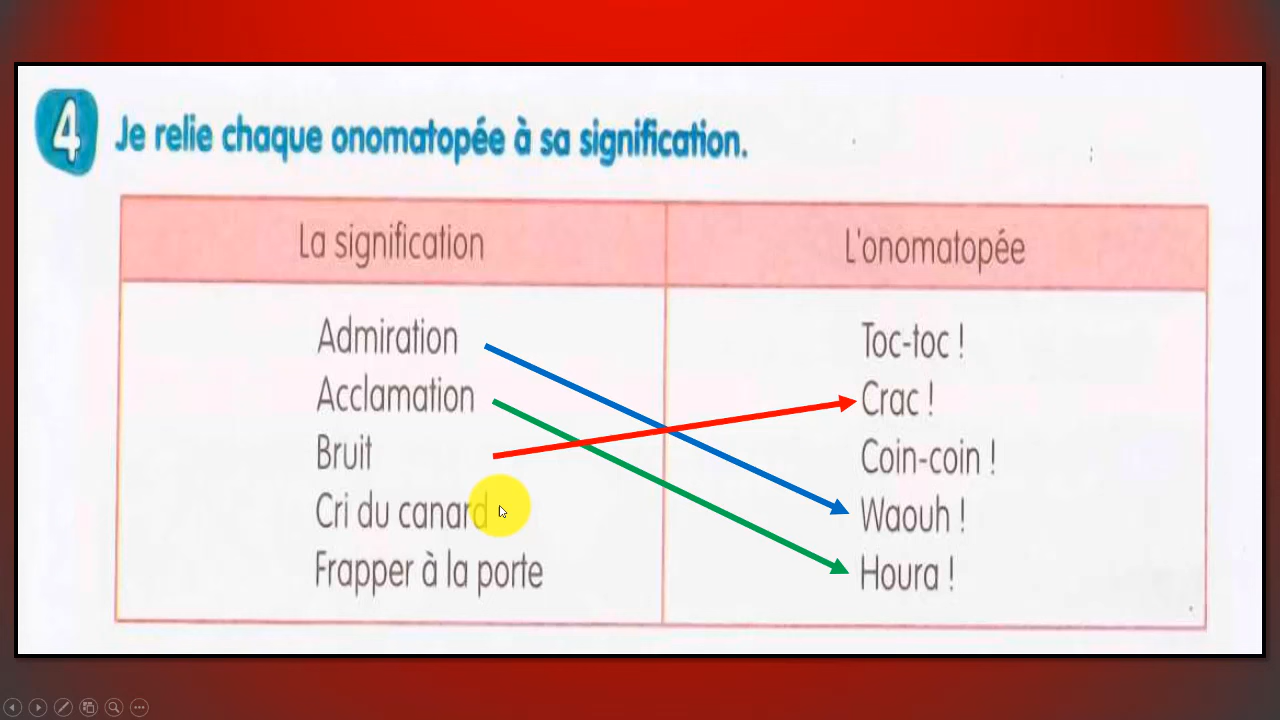 4 Je relie chaque onomatopée à sa signification.
La signification L'onomatopée
Admiration Toc-toc !
Acclamation Crac !
Bruit Coin-coin !
Cri du canard Waouh !
Frapper à la porte Houra !